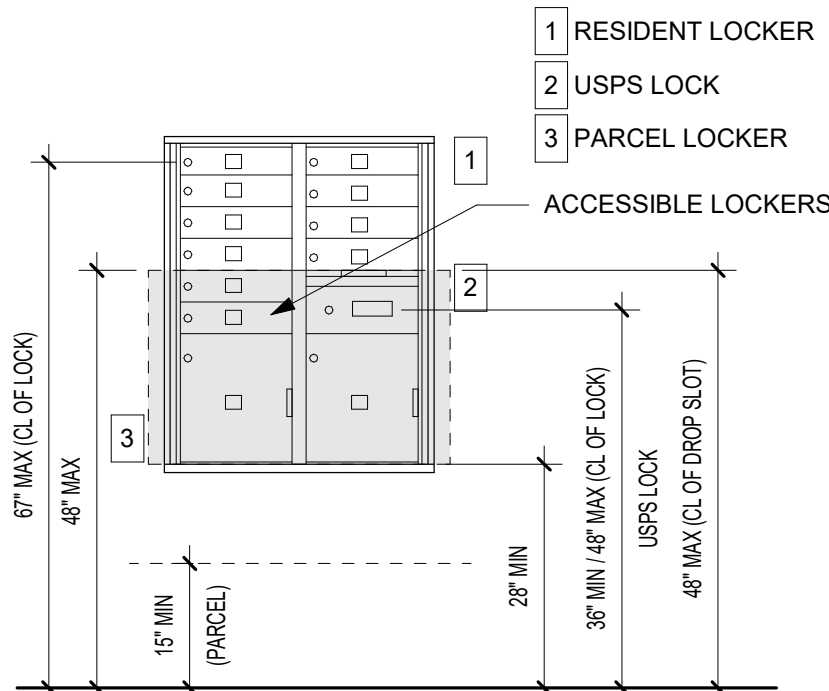 1 RESIDENT LOCKER
2 USPS LOCK
3 PARCEL LOCKER
1
ACCESSIBLE LOCKERS
2
3
67" MAX (CL OF LOCK)
48" MAX
15" MIN
(PARCEL)
28" MIN
36" MIN / 48" MAX (CL OF LOCK)
USPS LOCK
48" MAX (CL OF DROP SLOT)